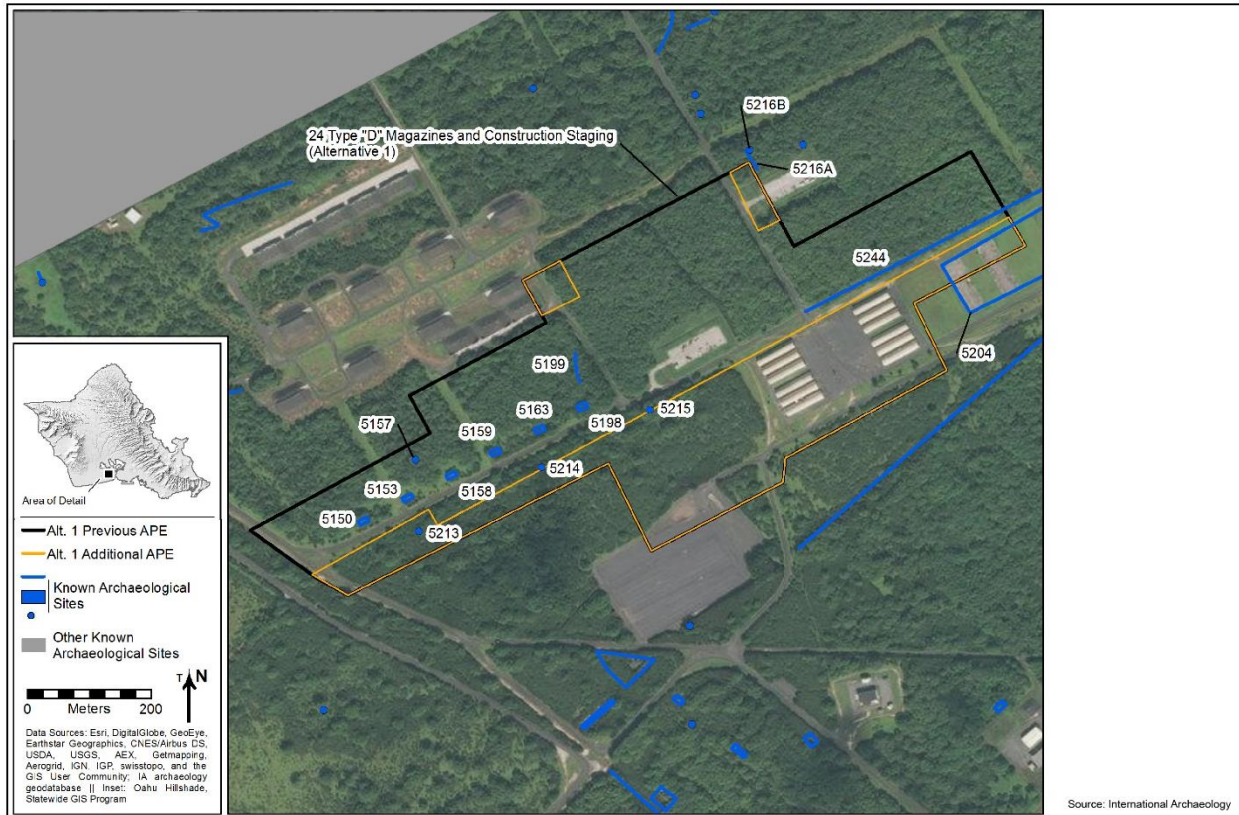 5216B
24 Type "D" Magazines and Construction Staging
(Alternative 1)
5216A
5244
5204
5199
5163
5198
5215
5157
5159
5214
5153
5158
5150
5213
Area of Detail
Alt. 1 Previous APE
Alt. 1 Additional APE
Known Archaeological
Sites
Other Known
Archaeological Sites
T N
0 Meters 200
Data Sources: Esri, DigitalGlobe, GeoEye,
Earthstar Geographics, CNES/Airbus DS,
USDA, USGS, AEX, Getmapping,
Aerogrid, IGN, IGP, swisstopo, and the
GIS User Community; IA archaeology
geodatabase || Inset: Oahu Hillshade,
Statewide GIS Program
Source: International Archaeology